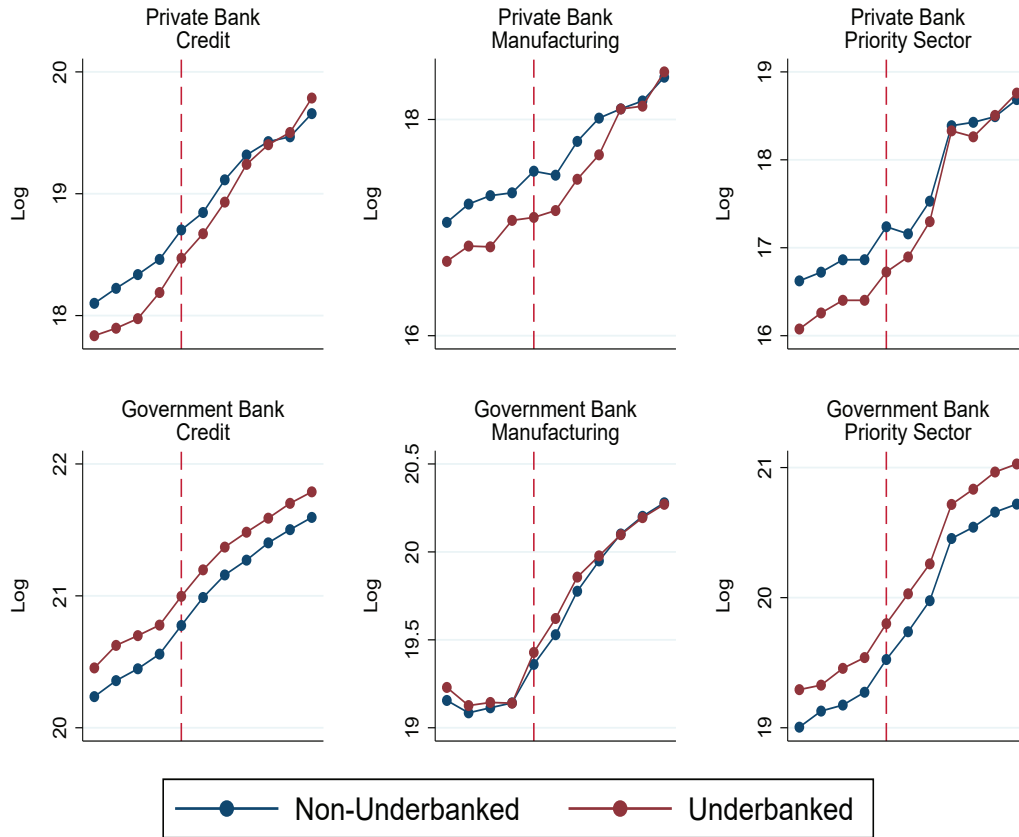 Private Bank
Credit
Private Bank
Manufacturing
Private Bank
Priority Sector
Log
20
19
18
Log
18
16
Log
19
18
17
16
Government Bank
Credit
Government Bank
Manufacturing
Government Bank
Priority Sector
Log
22
21
20
Log
20.5
20
19.5
19
Log
21
20
19
Non-Underbanked
Underbanked